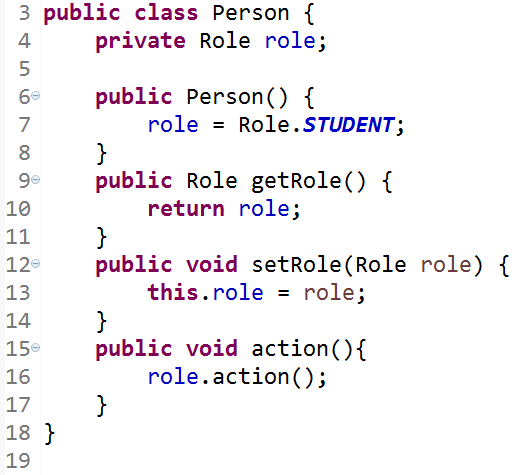 3 public class Person {
4     private Role role;
5
6     public Person() {
7         role = Role.STUDENT;
8     }
9     public Role getRole() {
10         return role;
11     }
12     public void setRole(Role role) {
13         this.role = role;
14     }
15     public void action(){
16         role.action();
17     }
18 }
19